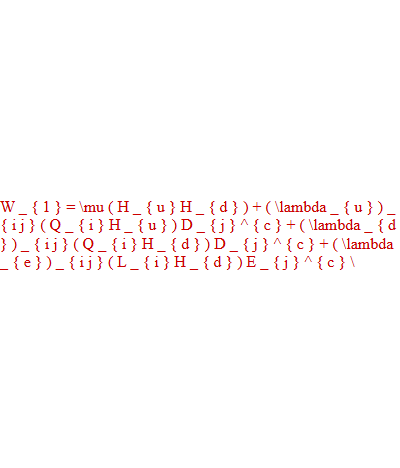 W _ { 1 } = \mu ( H _ { u } H _ { d } ) + ( \lambda _ { u } ) _
{ i j } ( Q _ { i } H _ { u } ) D _ { j } ^ { c } + ( \lambda _ { d
} ) _ { i j } ( Q _ { i } H _ { d } ) D _ { j } ^ { c } + ( \lambda
_ { e } ) _ { i j } ( L _ { i } H _ { d } ) E _ { j } ^ { c } \